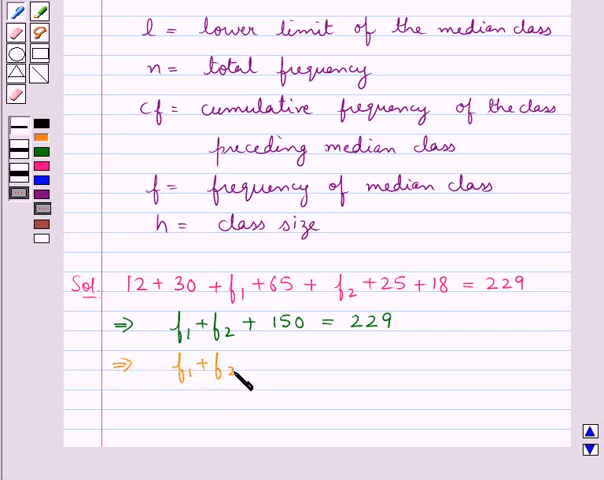 l = lower limit of the median class
n = total frequency
cf = cumulative frequency of the class
preceding median class
f = frequency of median class
h = class size
Sol. 12 + 30 + f₁ + 65 + f₂ + 25 + 18 = 229
⇒ f₁ + f₂ + 150 = 229
⇒ f₁ + f₂